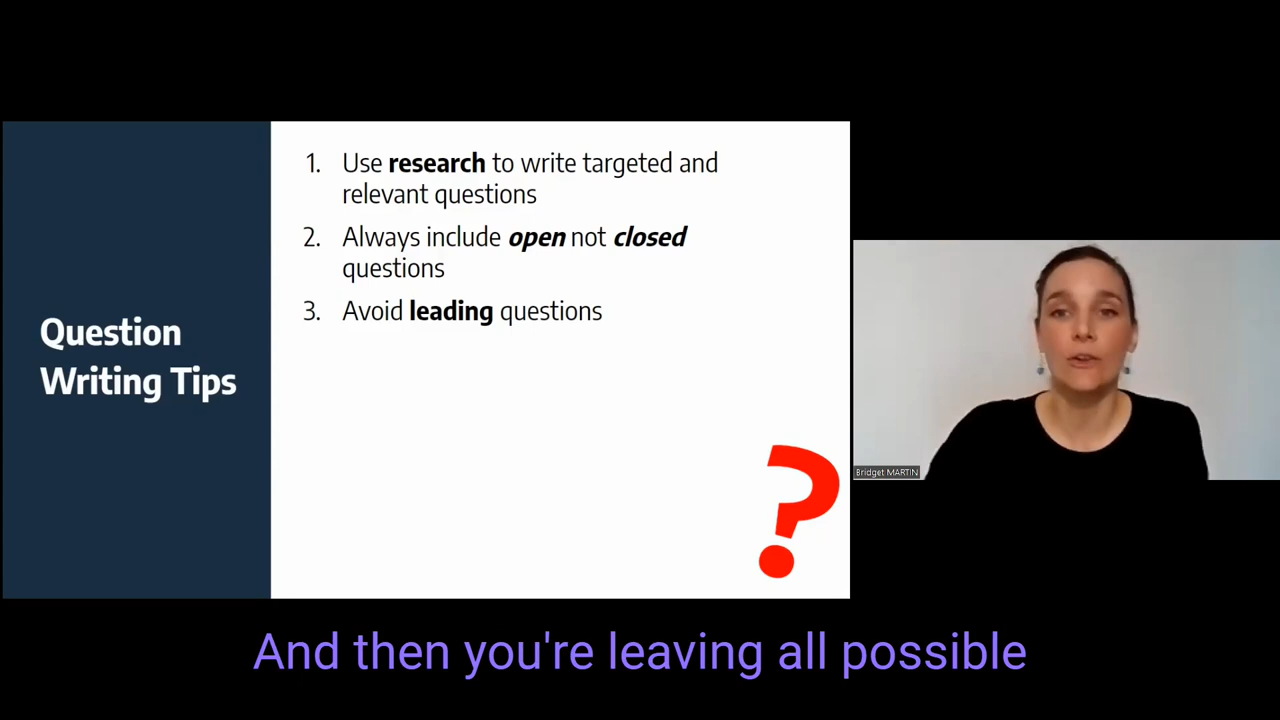 Question
Writing Tips
1. Use research to write targeted and
relevant questions
2. Always include open not closed
questions
3. Avoid leading questions
?
Bridget MARTIN
And then you're leaving all possible